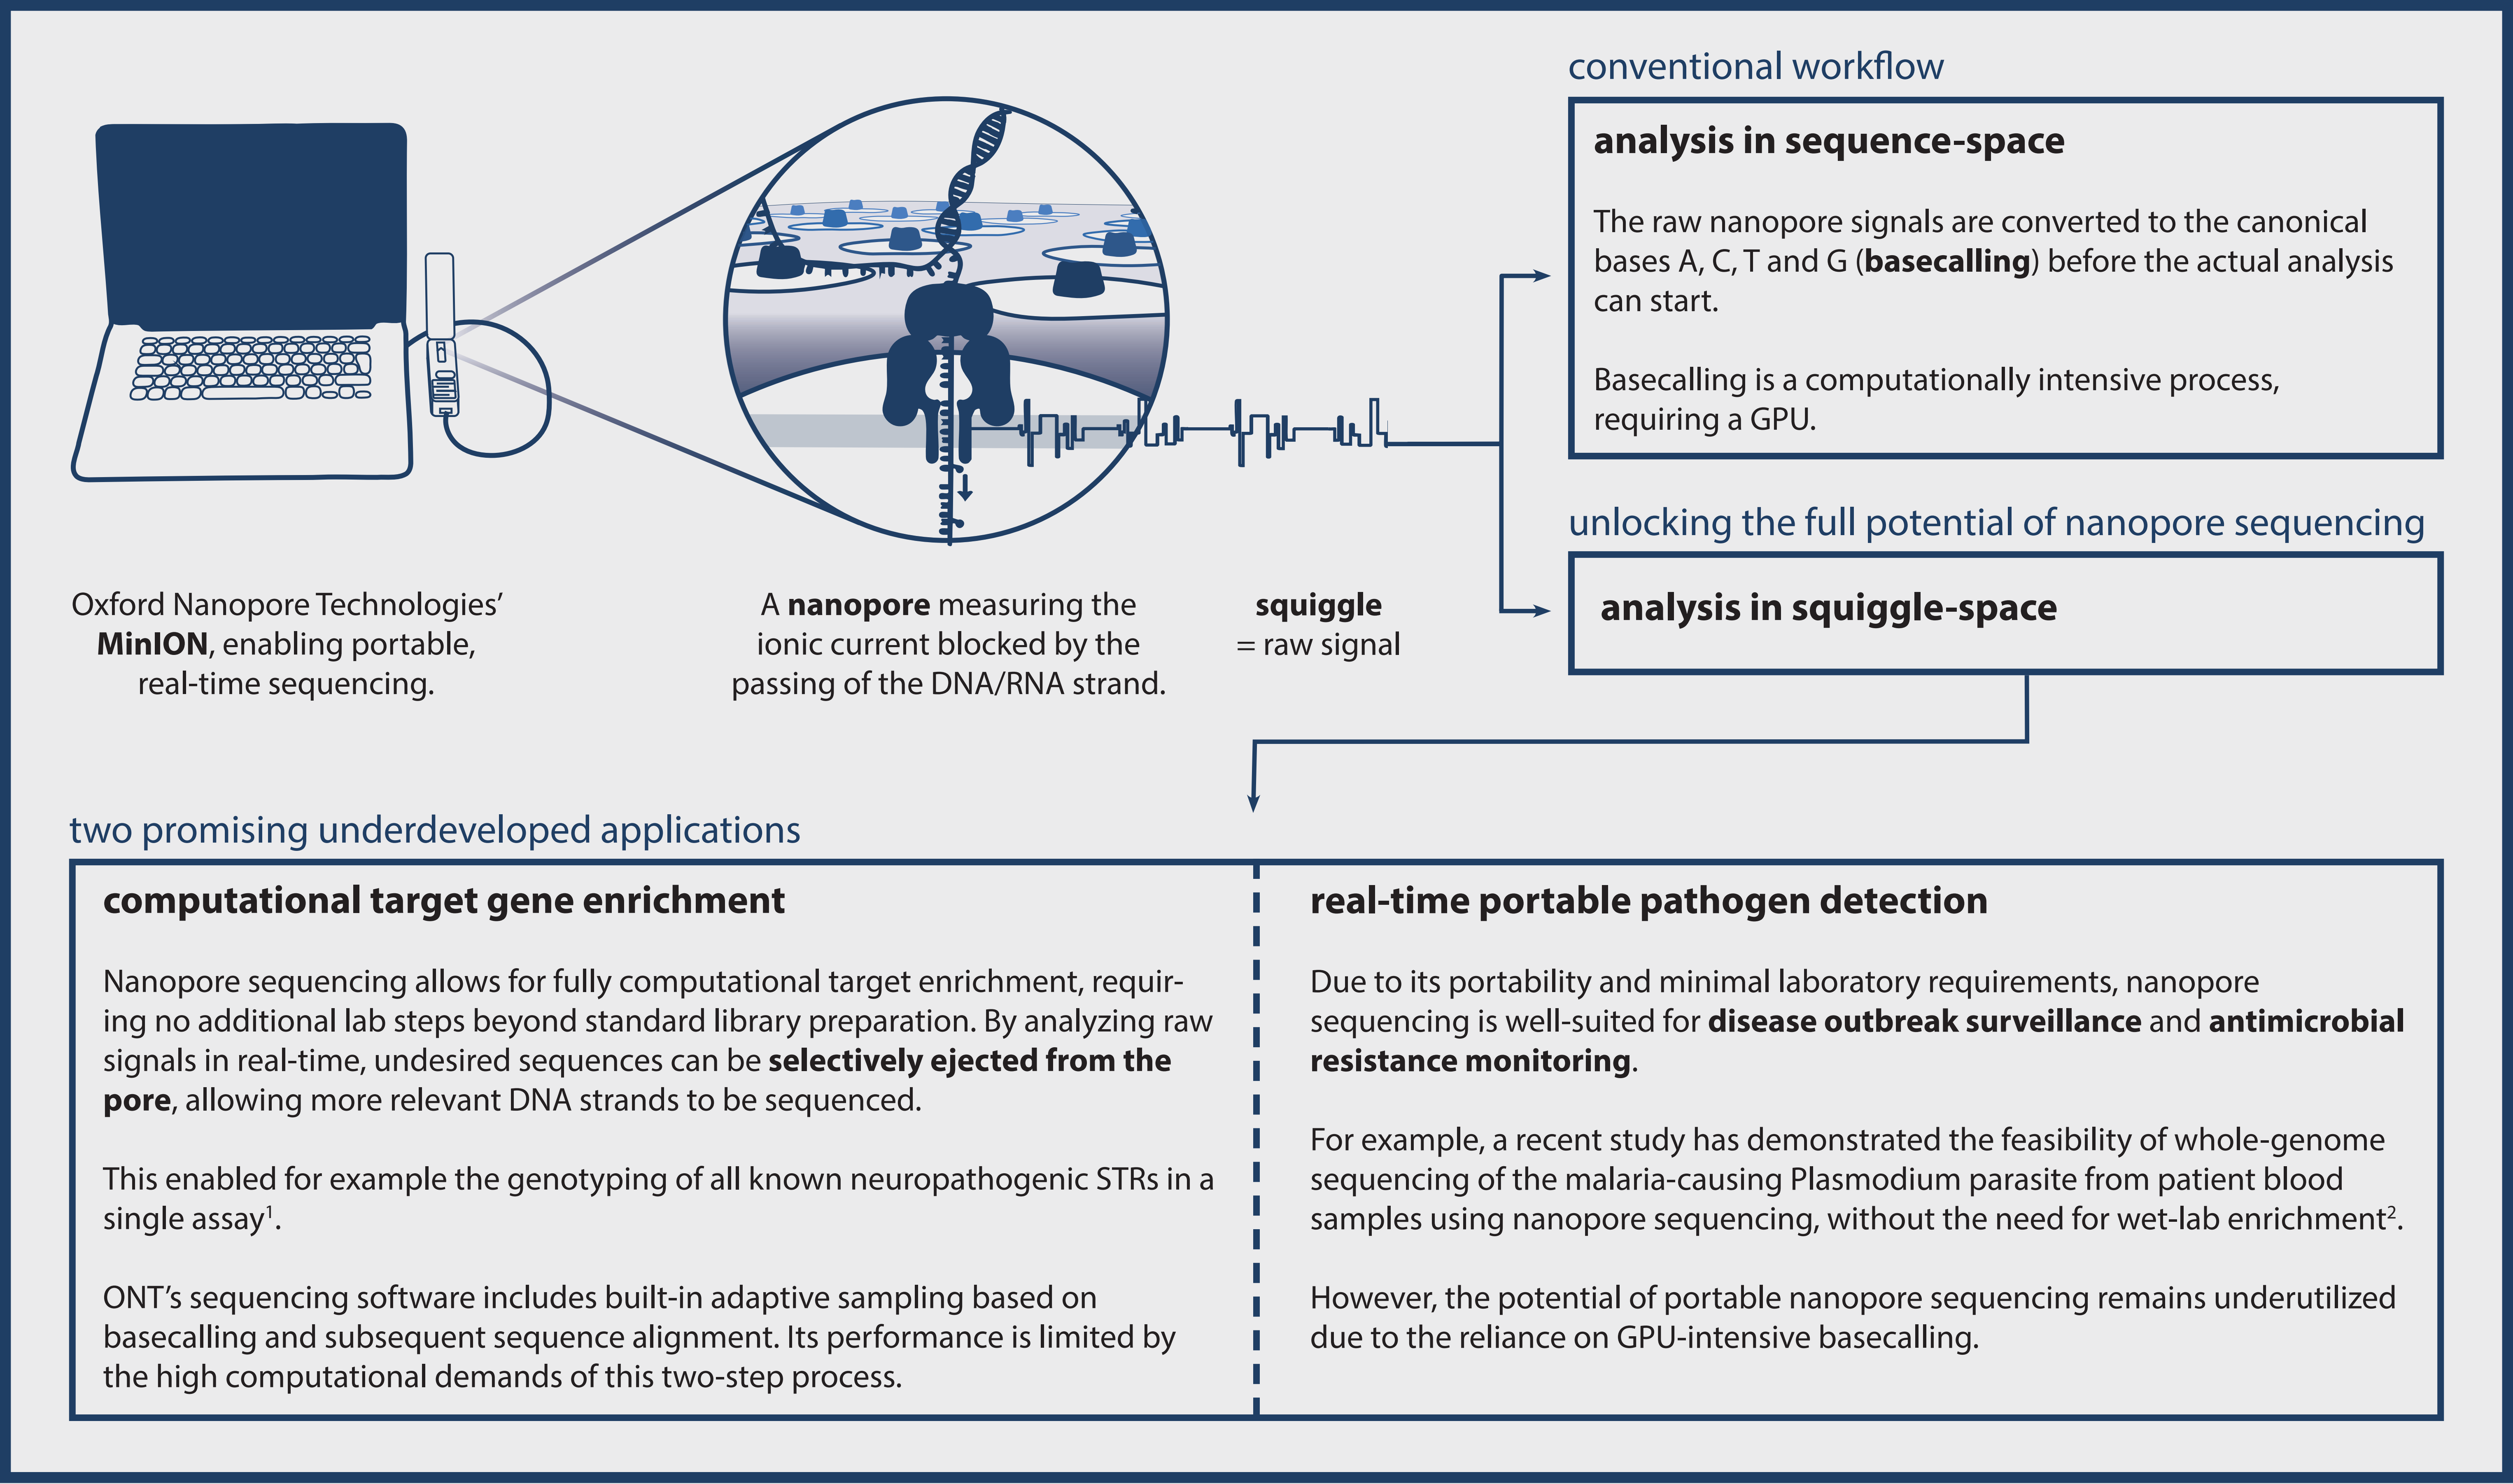 conventional workflow
analysis in sequence-space
The raw nanopore signals are converted to the canonical
bases A, C, T and G (basecalling) before the actual analysis
can start.
Basecalling is a computationally intensive process,
requiring a GPU.
unlocking the full potential of nanopore sequencing
analysis in squiggle-space
Oxford Nanopore Technologies’
MinION, enabling portable,
real-time sequencing.
A nanopore measuring the
ionic current blocked by the
passing of the DNA/RNA strand.
squiggle
= raw signal
two promising underdeveloped applications
computational target gene enrichment
Nanopore sequencing allows for fully computational target enrichment, requir-
ing no additional lab steps beyond standard library preparation. By analyzing raw
signals in real-time, undesired sequences can be selectively ejected from the
pore, allowing more relevant DNA strands to be sequenced.
This enabled for example the genotyping of all known neuropathogenic STRs in a
single assay¹.
ONT’s sequencing software includes built-in adaptive sampling based on
basecalling and subsequent sequence alignment. Its performance is limited by
the high computational demands of this two-step process.
real-time portable pathogen detection
Due to its portability and minimal laboratory requirements, nanopore
sequencing is well-suited for disease outbreak surveillance and antimicrobial
resistance monitoring.
For example, a recent study has demonstrated the feasibility of whole-genome
sequencing of the malaria-causing Plasmodium parasite from patient blood
samples using nanopore sequencing, without the need for wet-lab enrichment².
However, the potential of portable nanopore sequencing remains underutilized
due to the reliance on GPU-intensive basecalling.